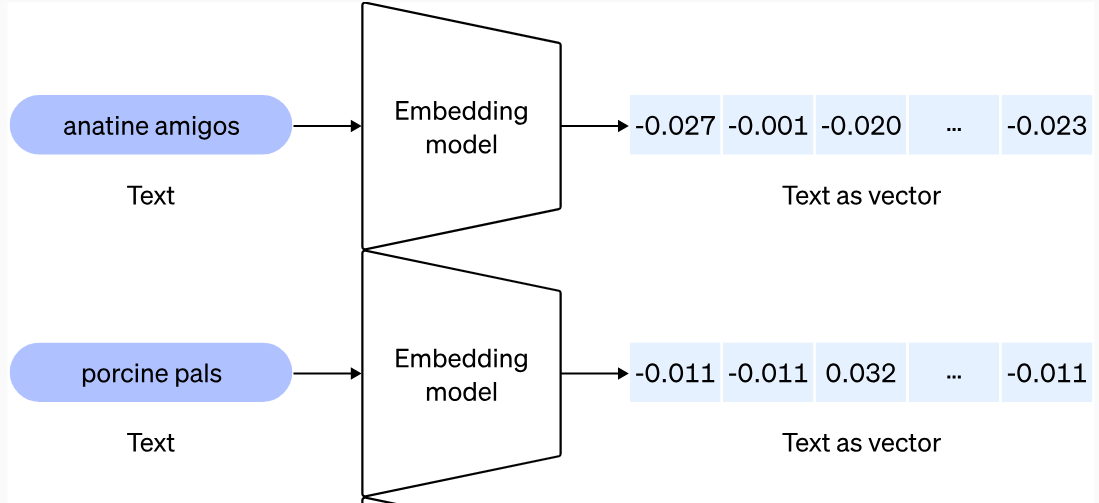 anatine amigos
Embedding
model
-0.027 -0.001 -0.020 ... -0.023
Text
Text as vector
porcine pals
Embedding
model
-0.011 -0.011 0.032 ... -0.011
Text
Text as vector